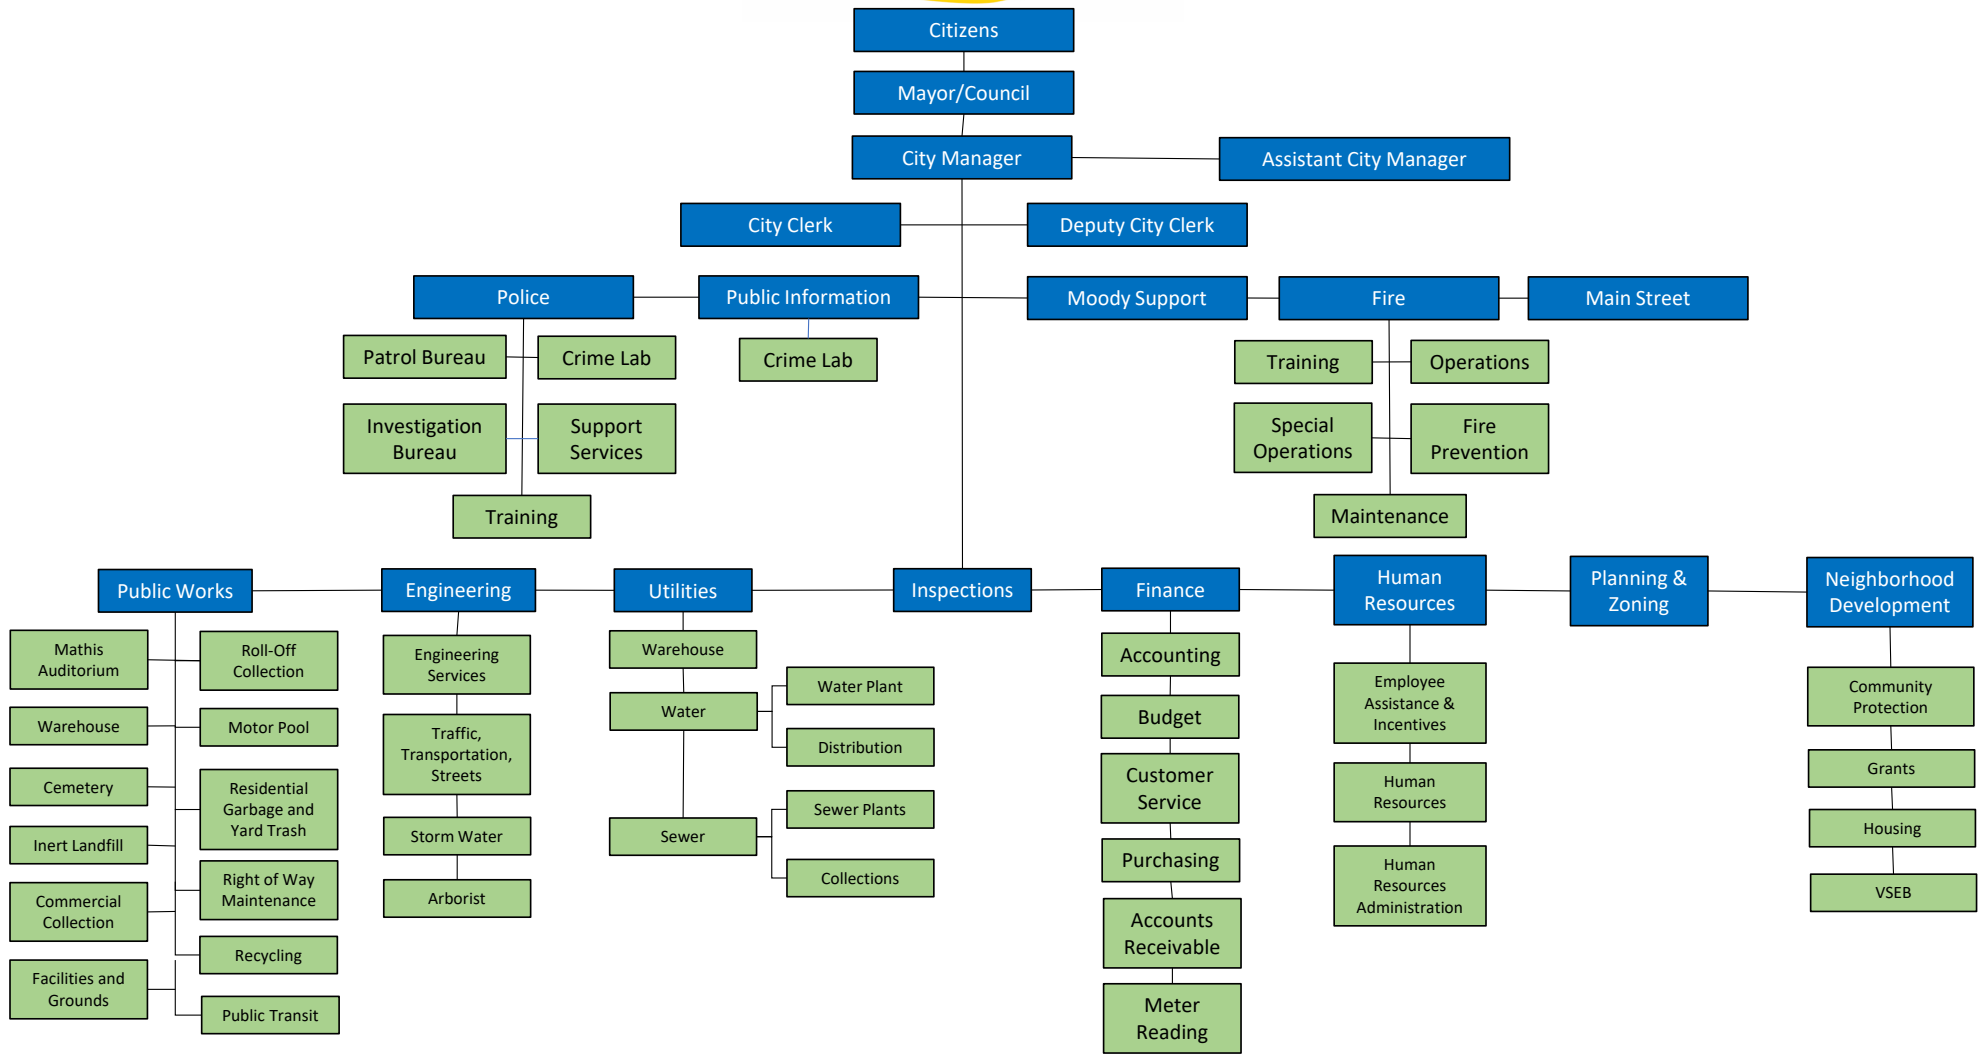 Citizens
Mayor/Council
City Manager
Assistant City Manager
City Clerk
Deputy City Clerk
Police
Public Information
Moody Support
Fire
Main Street
Patrol Bureau
Crime Lab
Investigation
Bureau
Support
Services
Training
Crime Lab
Training
Operations
Special
Operations
Fire
Prevention
Maintenance
Public Works
Engineering
Utilities
Inspections
Finance
Human
Resources
Planning &
Zoning
Neighborhood
Development
Mathis
Auditorium
Roll-Off
Collection
Warehouse
Motor Pool
Cemetery
Residential
Garbage and
Yard Trash
Inert Landfill
Right of Way
Maintenance
Commercial
Collection
Recycling
Facilities and
Grounds
Public Transit
Engineering
Services
Traffic,
Transportation,
Streets
Storm Water
Arborist
Warehouse
Water
Water Plant
Distribution
Sewer
Sewer Plants
Collections
Accounting
Budget
Customer
Service
Purchasing
Accounts
Receivable
Meter
Reading
Employee
Assistance &
Incentives
Human
Resources
Human
Resources
Administration
Community
Protection
Grants
Housing
VSEB